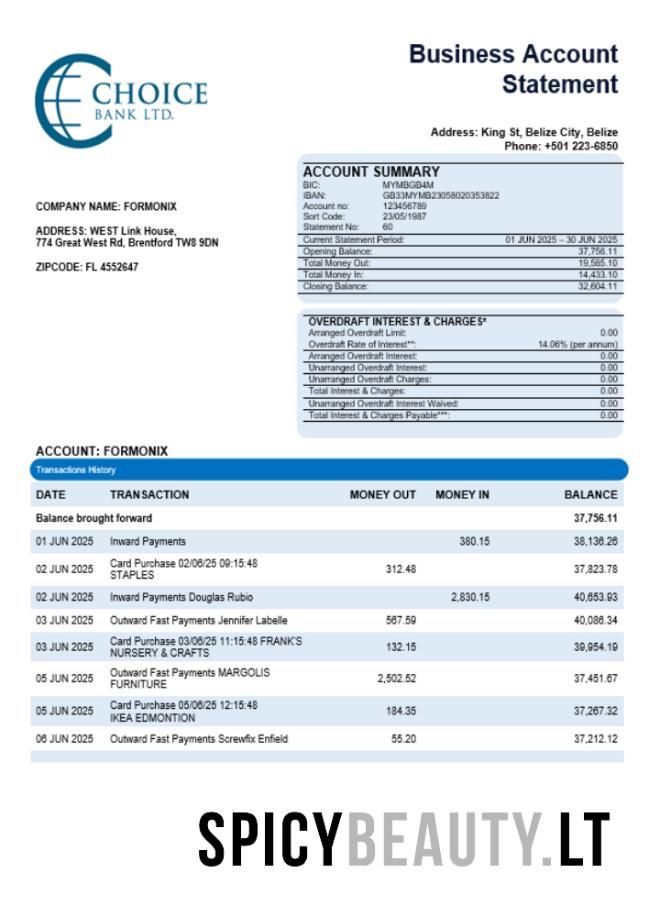 Business Account
Statement
CHOICE
BANK LTD.
Address: King St, Belize City, Belize
Phone: +501 223-6850
ACCOUNT SUMMARY
BIC: MYMBGB4M
IBAN: GB33MYMB23058020353822
Account no: 123456789
Sort Code: 23/05/1987
Statement No: 60
Current Statement Period: 01 JUN 2025 – 30 JUN 2025
Opening Balance: 37,756.11
Total Money Out: 19,585.10
Total Money In: 14,433.10
Closing Balance: 32,604.11
COMPANY NAME: FORMONIX
ADDRESS: WEST Link House,
774 Great West Rd, Brentford TW8 9DN
ZIPCODE: FL 4552647
OVERDRAFT INTEREST & CHARGES*
Arranged Overdraft Limit: 0.00
Overdraft Rate of Interest**: 14.06% (per annum)
Arranged Overdraft Interest: 0.00
Unarranged Overdraft Interest: 0.00
Unarranged Overdraft Charges: 0.00
Total Interest & Charges: 0.00
Unarranged Overdraft Interest Waived: 0.00
Total Interest & Charges Payable***: 0.00
ACCOUNT: FORMONIX
Transactions History
DATE TRANSACTION MONEY OUT MONEY IN BALANCE
Balance brought forward 37,756.11
01 JUN 2025 Inward Payments 380.15 38,136.26
02 JUN 2025 Card Purchase 02/06/25 09:15:48
STAPLES 312.48 37,823.78
02 JUN 2025 Inward Payments Douglas Rubio 2,830.15 40,653.93
03 JUN 2025 Outward Fast Payments Jennifer Labelle 567.59 40,086.34
03 JUN 2025 Card Purchase 03/06/25 11:15:48 FRANK'S
NURSERY & CRAFTS 132.15 39,954.19
05 JUN 2025 Outward Fast Payments MARGOLIS
FURNITURE 2,502.52 37,451.67
05 JUN 2025 Card Purchase 05/06/25 12:15:48
IKEA EDMONTION 184.35 37,267.32
06 JUN 2025 Outward Fast Payments Screwfix Enfield 55.20 37,212.12
SPICYBEAUTY.LT